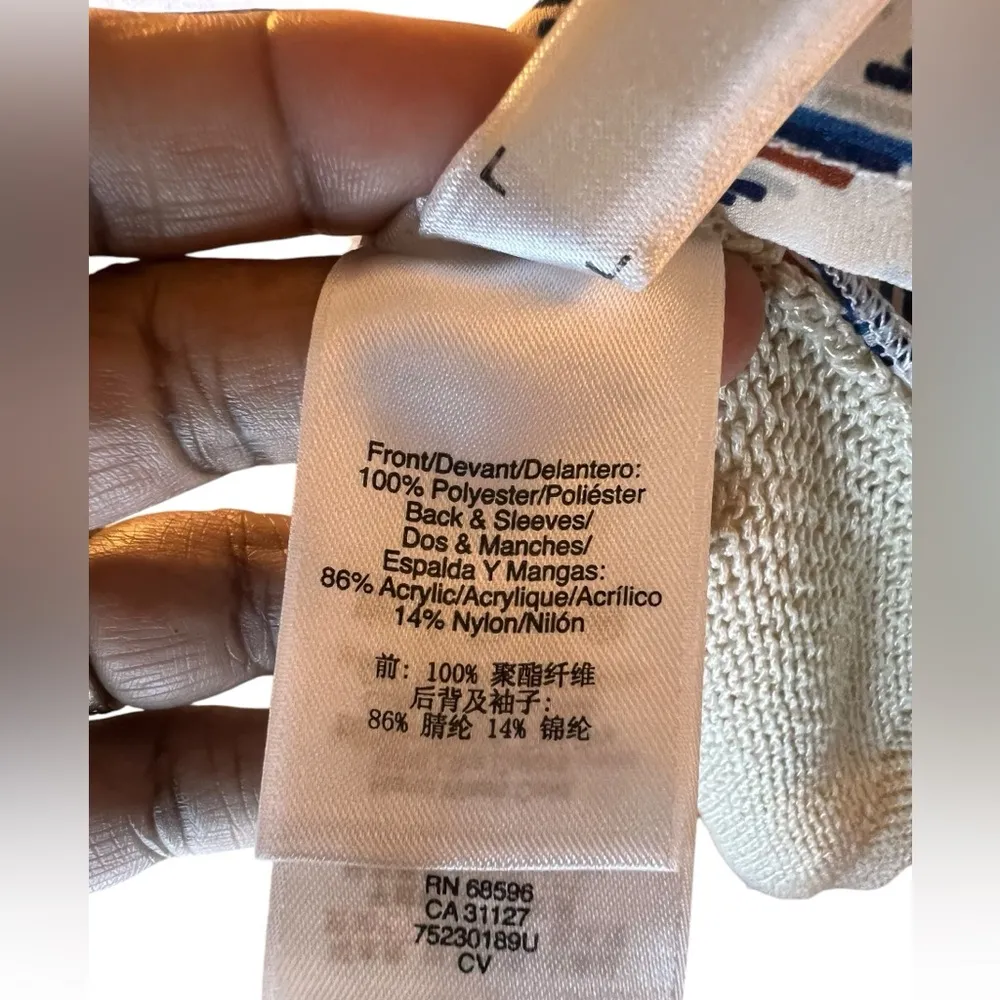 L
Front/Devant/Delantero:
100% Polyester/Poliéster
Back & Sleeves/
Dos & Manches/
Espalda Y Mangas:
86% Acrylic/Acrylique/Acrílico
14% Nylon/Nilón
前: 100% 聚酯纤维
后背及袖子:
86% 腈纶 14% 锦纶
RN 68596
CA 31127
75230189U
CV